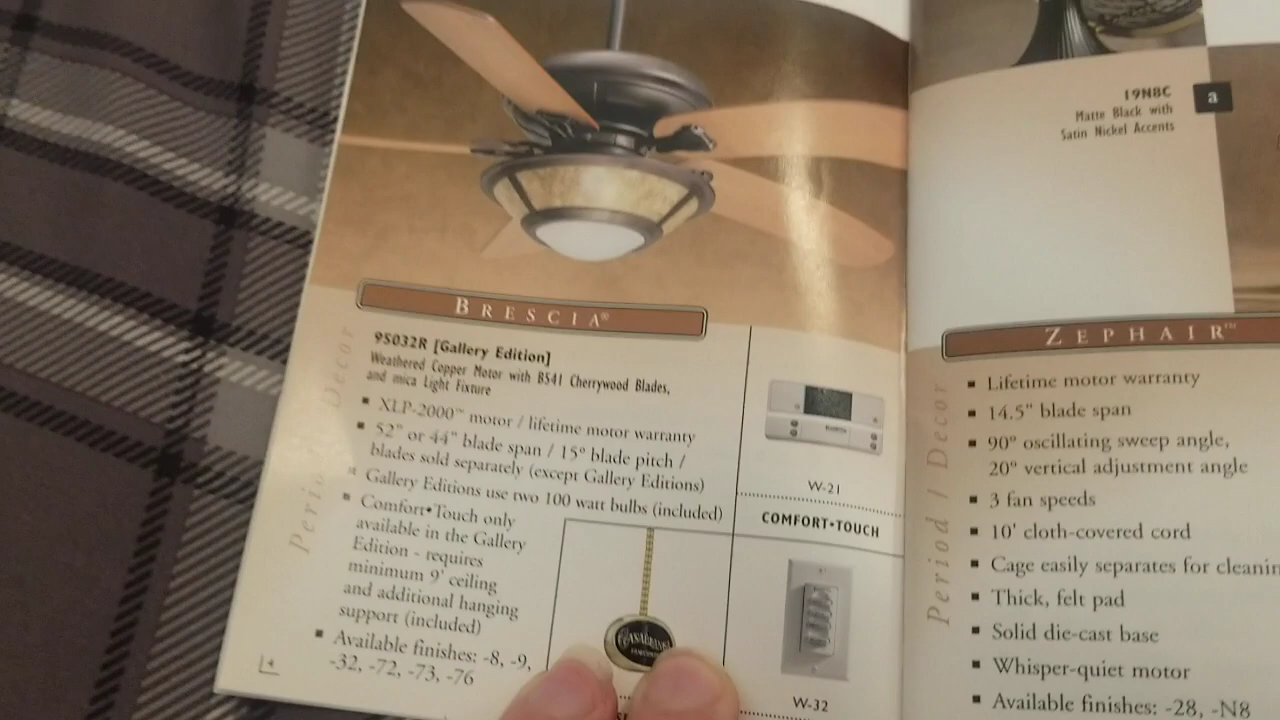 BRESCIA®
95032R [Gallery Edition]
Weathered Copper Motor with B541 Cherrywood Blades,
and mica Light Fixture
▪ XLP-2000™ motor / lifetime motor warranty
▪ 52" or 44" blade span / 15° blade pitch /
blades sold separately (except Gallery Editions)
▪ Gallery Editions use two 100 watt bulbs (included)
▪ Comfort•Touch only
available in the Gallery
Edition - requires
minimum 9' ceiling
and additional hanging
support (included)
▪ Available finishes: -8, -9,
-32, -72, -73, -76
Period Decor
4
CASABLANCA
W-21
COMFORT•TOUCH
W-32
19N8C
Matte Black with
Satin Nickel Accents
a
ZEPHAIR™
▪ Lifetime motor warranty
▪ 14.5" blade span
▪ 90° oscillating sweep angle,
20° vertical adjustment angle
▪ 3 fan speeds
▪ 10' cloth-covered cord
▪ Cage easily separates for
▪ Thick, felt pad
▪ Solid die-cast base
▪ Whisper-quiet motor
▪ Available finishes: -28, -N8
Period / Decor